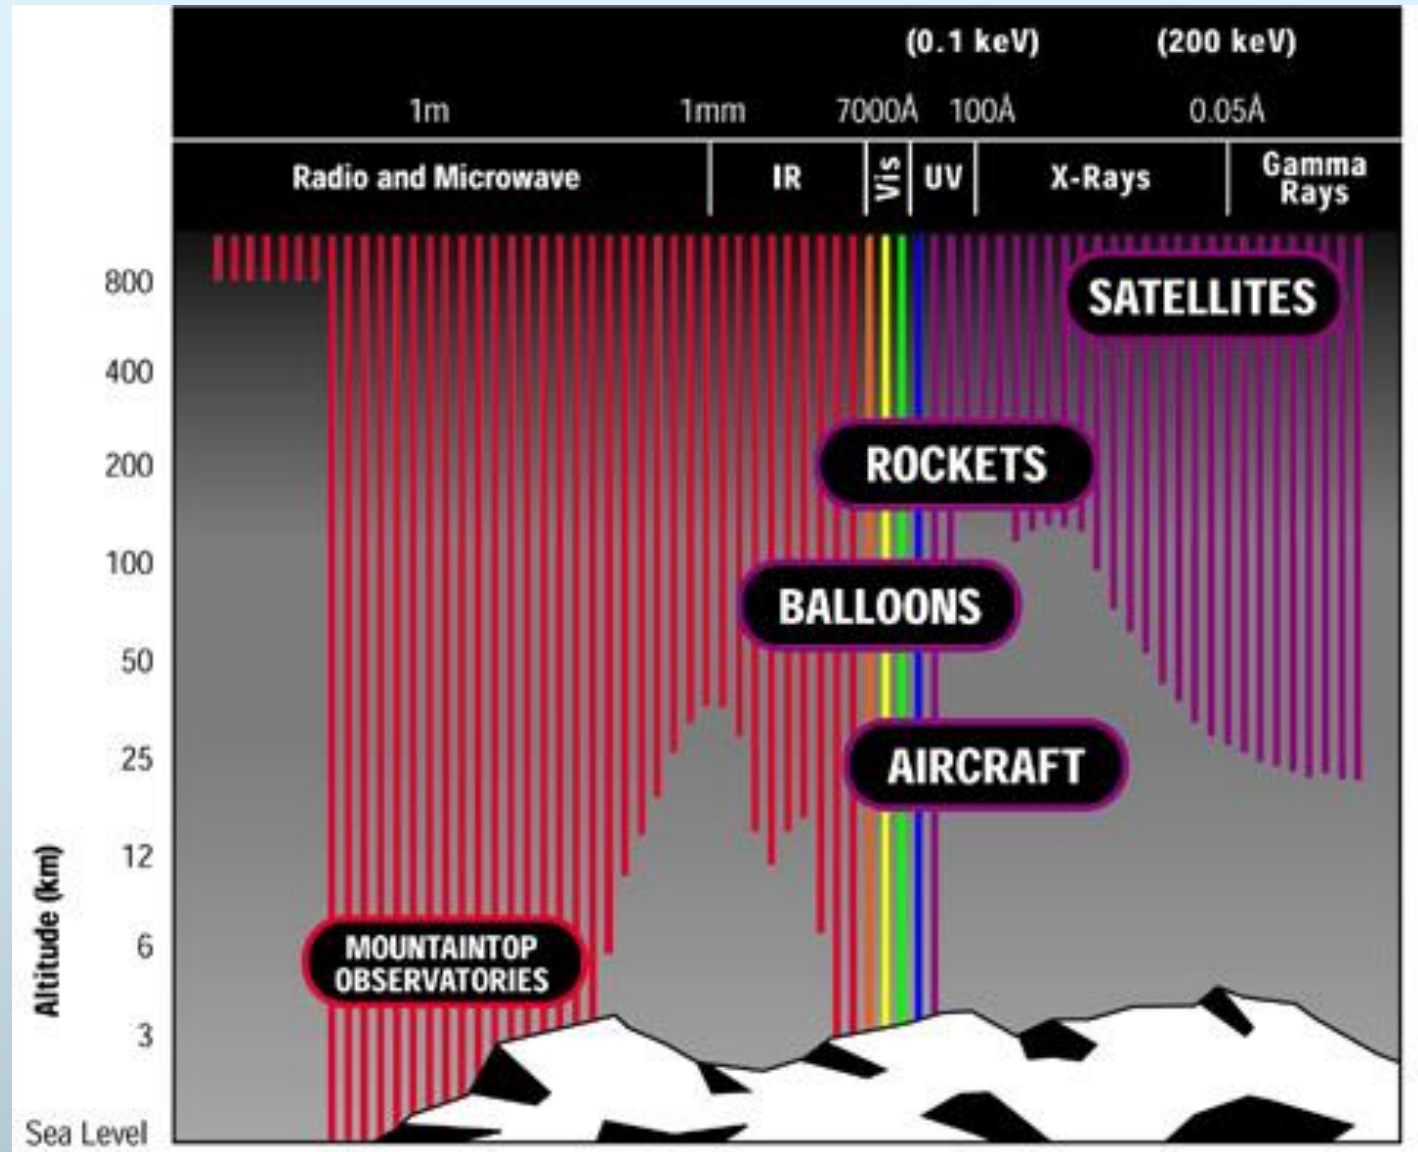 (0.1 keV) (200 keV)
1m 1mm 7000Å 100Å 0.05Å
Radio and Microwave IR Vis UV X-Rays Gamma Rays
800
SATELLITES
400
200
ROCKETS
100
BALLOONS
50
25
AIRCRAFT
12
Altitude (km)
6
MOUNTAINTOP
OBSERVATORIES
3
Sea Level